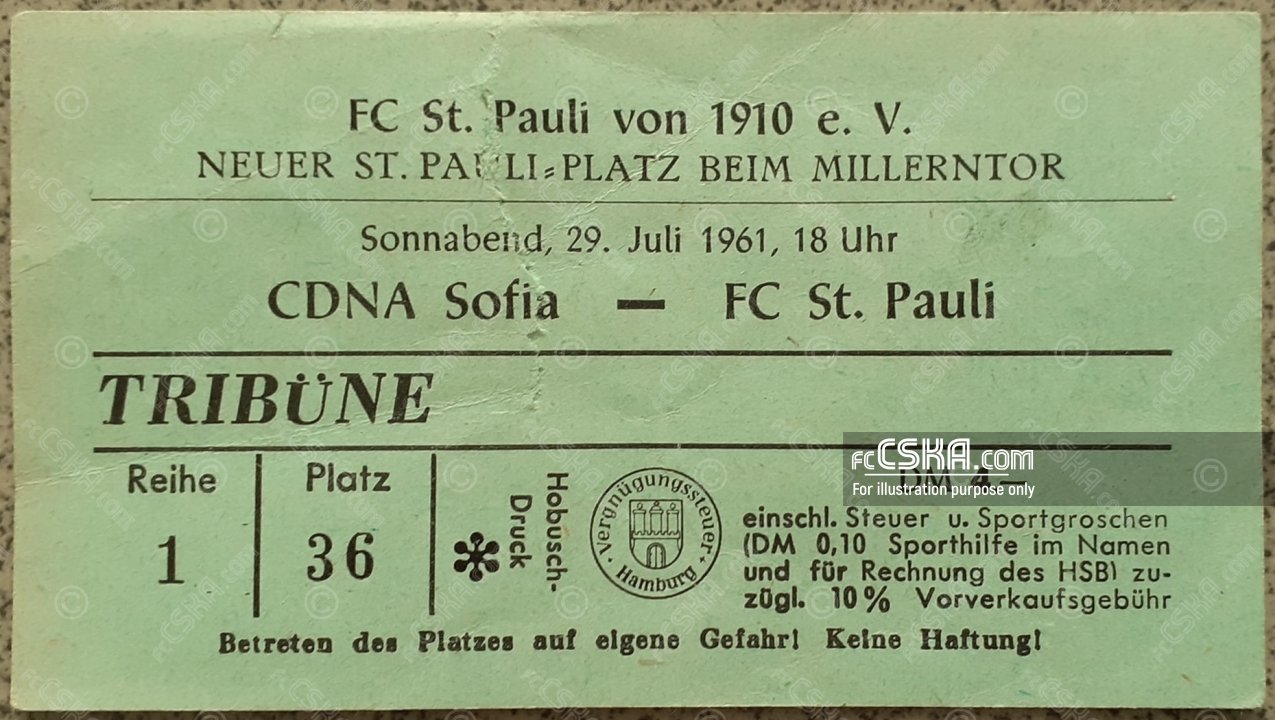 FC St. Pauli von 1910 e. V.
NEUER ST. PAULI=PLATZ BEIM MILLERNTOR
Sonnabend, 29. Juli 1961, 18 Uhr
CDNA Sofia — FC St. Pauli
TRIBÜNE
Reihe
1
Platz
36
Hobusch-
Druck
Vergnügungssteuer
Hamburg
fcCSKA.com
For illustration purpose only
DM 4,—
einschl. Steuer u. Sportgroschen
(DM 0,10 Sporthilfe im Namen
und für Rechnung des HSB) zu-
zügl. 10% Vorverkaufsgebühr
Betreten des Platzes auf eigene Gefahr! Keine Haftung!